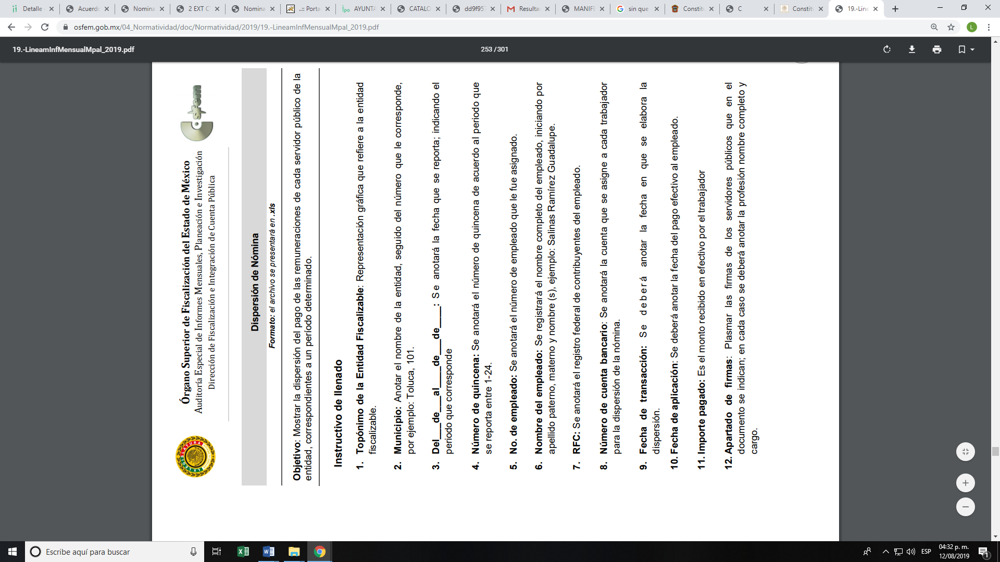 Detalle
Acuerdo
Nomina
2 EXT C
Nomina
..:: Porta
AYUNTA
CATALO
dd9f957
Resulta
MANIFE
sin que
Constitu
C
Constitu
19.-Line
osfem.gob.mx/04_Normatividad/doc/Normatividad/2019/19.-LineamInfMensualMpal_2019.pdf
L
19.-LineamInfMensualMpal_2019.pdf
253 / 301
Órgano Superior de Fiscalización del Estado de México
Auditoría Especial de Informes Mensuales, Planeación e Investigación
Dirección de Fiscalización e Integración de Cuenta Pública
osfem
Dispersión de Nómina
Formato: el archivo se presentará en .xls
Objetivo: Mostrar la dispersión del pago de las remuneraciones de cada servidor público de la
entidad, correspondientes a un período determinado.
Instructivo de llenado
1. Topónimo de la Entidad Fiscalizable: Representación gráfica que refiere a la entidad
fiscalizable.
2. Municipio: Anotar el nombre de la entidad, seguido del número que le corresponde,
por ejemplo: Toluca, 101.
3. Del___de___al____de___de____: Se anotará la fecha que se reporta; indicando el
periodo que corresponde
4. Número de quincena: Se anotará el número de quincena de acuerdo al periodo que
se reporta entre 1-24.
5. No. de empleado: Se anotará el número de empleado que le fue asignado.
6. Nombre del empleado: Se registrará el nombre completo del empleado, iniciando por
apellido paterno, materno y nombre (s), ejemplo: Salinas Ramírez Guadalupe.
7. RFC: Se anotará el registro federal de contribuyentes del empleado.
8. Número de cuenta bancario: Se anotará la cuenta que se asigne a cada trabajador
para la dispersión de la nómina.
9. Fecha de transacción: Se deberá anotar la fecha en que se elabora la
dispersión.
10. Fecha de aplicación: Se deberá anotar la fecha del pago efectivo al empleado.
11. Importe pagado: Es el monto recibido en efectivo por el trabajador
12. Apartado de firmas: Plasmar las firmas de los servidores públicos que en el
documento se indican; en cada caso se deberá anotar la profesión nombre completo y
cargo.
Escribe aquí para buscar
ESP
04:32 p. m.
12/08/2019
1